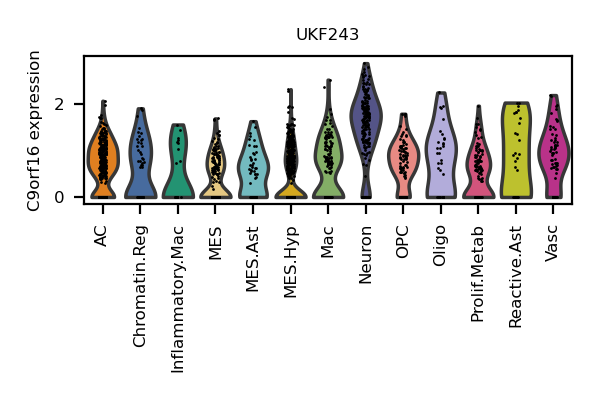 UKF243
C9orf16 expression
2
0
AC
Chromatin.Reg
Inflammatory.Mac
MES
MES.Ast
MES.Hyp
Mac
Neuron
OPC
Oligo
Prolif.Metab
Reactive.Ast
Vasc